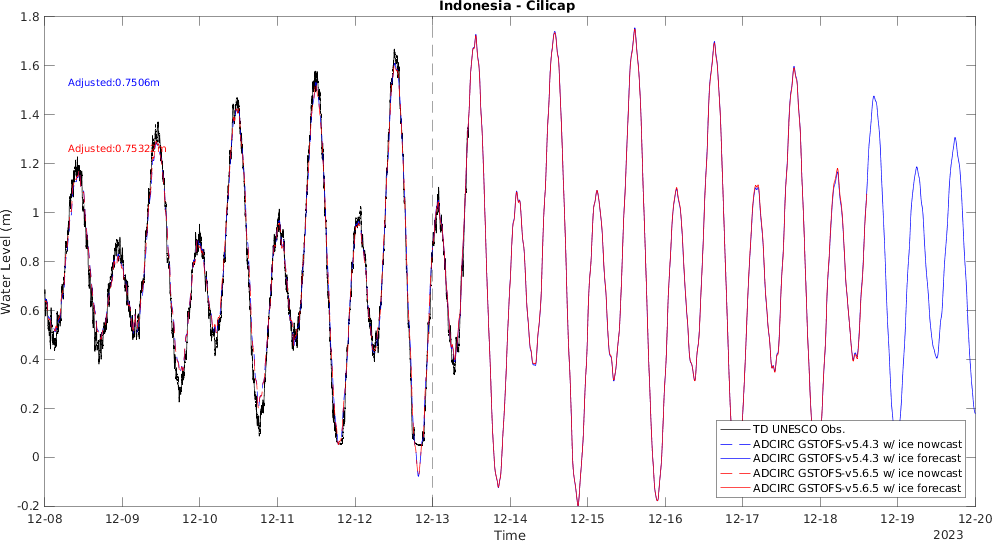 Indonesia - Cilicap
1.8
1.6
1.4
1.2
1
0.8
0.6
0.4
0.2
0
-0.2
Water Level (m)
Adjusted:0.7506m
TD UNESCO Obs.
ADCIRC GSTOFS-v5.4.3 w/ ice nowcast
ADCIRC GSTOFS-v5.4.3 w/ ice forecast
ADCIRC GSTOFS-v5.6.5 w/ ice nowcast
ADCIRC GSTOFS-v5.6.5 w/ ice forecast
12-08 12-09 12-10 12-11 12-12 12-13 12-14 12-15 12-16 12-17 12-18 12-19 12-20
Time
2023